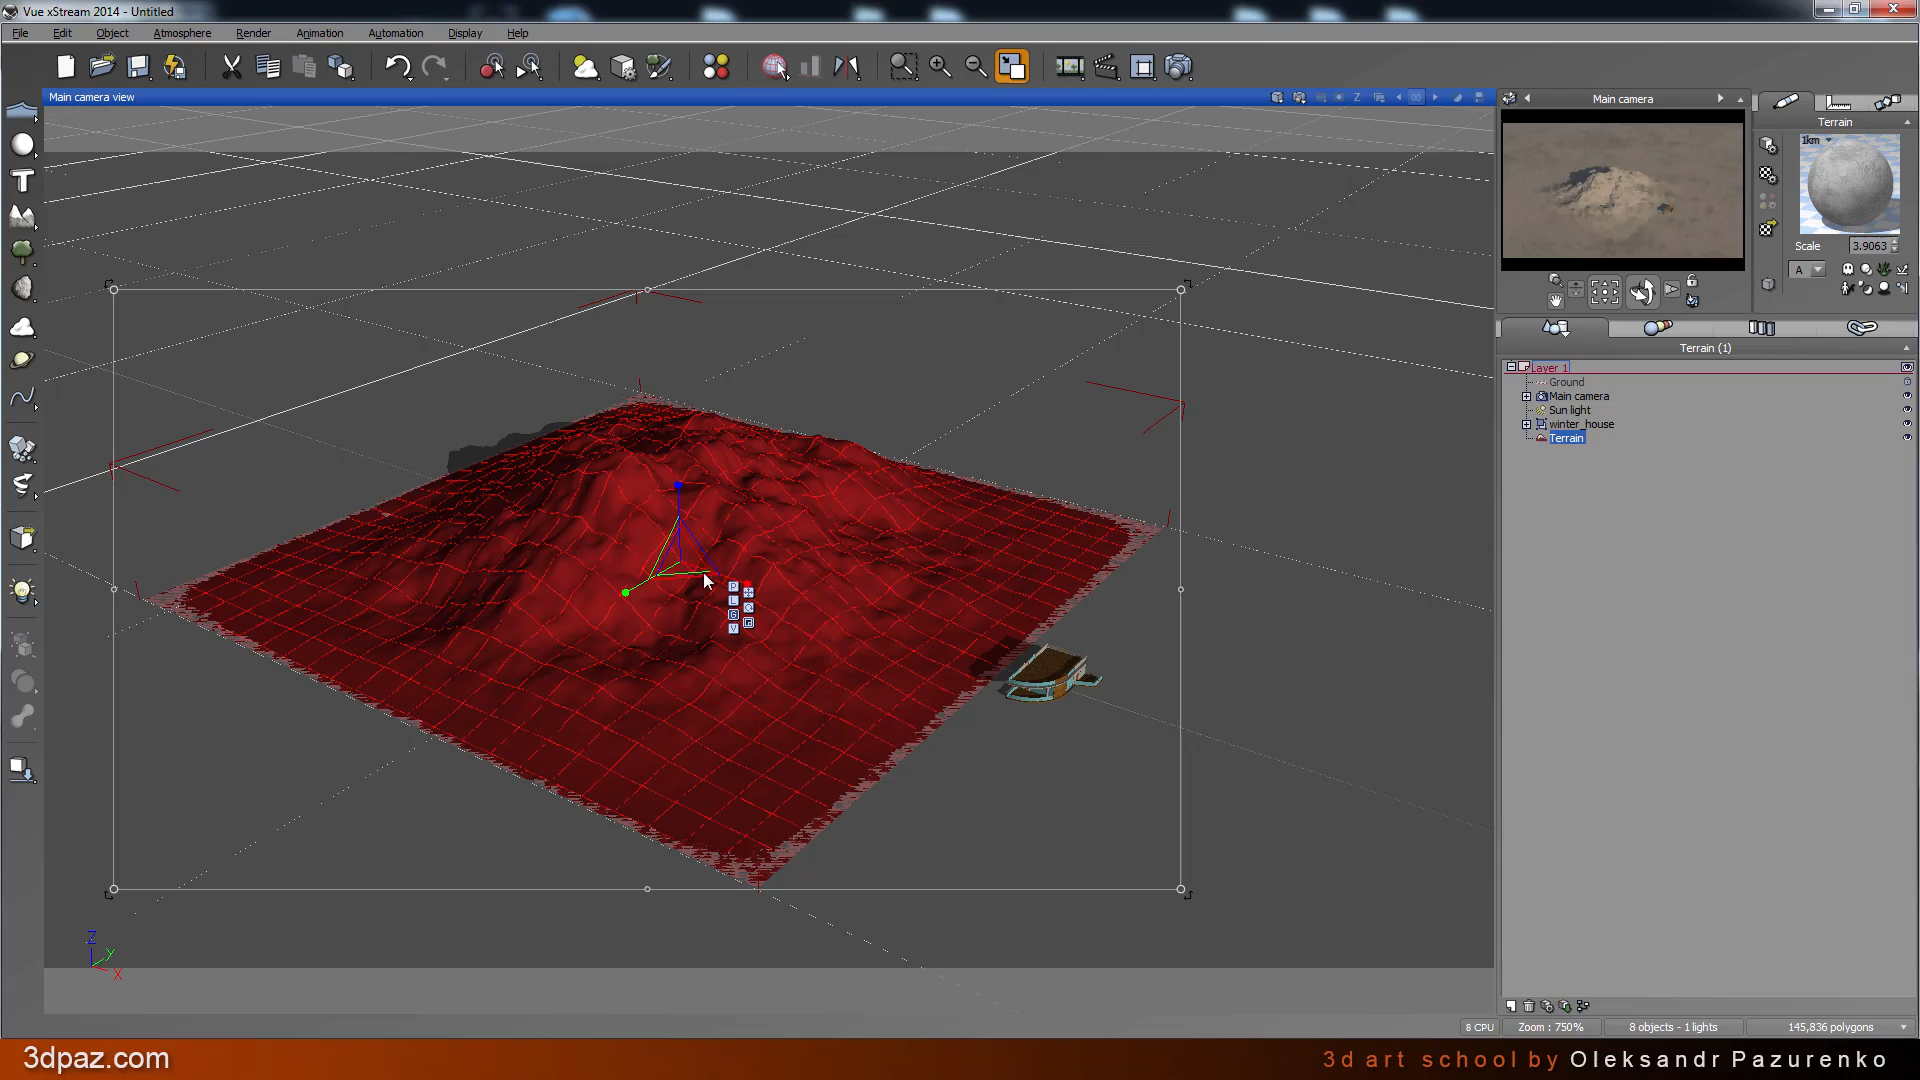 Vue xStream 2014 - Untitled
File Edit Object Atmosphere Render Animation Automation Display Help
Main camera view
Main camera
Terrain
1km
Scale 3.9063
A
Terrain (1)
Layer 1
Ground
Main camera
Sun light
winter_house
Terrain
P
L
G
V
Z
Y
X
8 CPU Zoom : 750% 8 objects - 1 lights 145,836 polygons
3dpaz.com
3d art school by Oleksandr Pazurenko